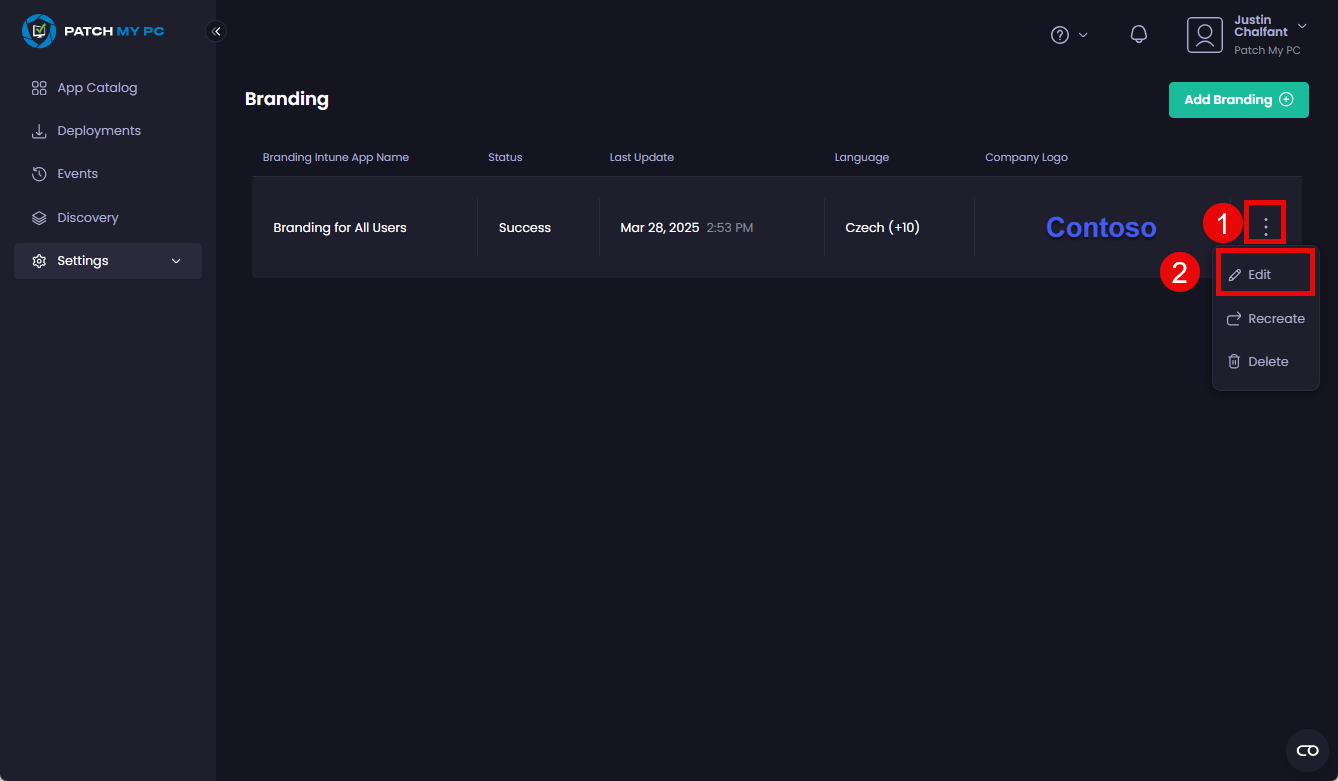 PATCH MY PC
Justin
Chalfant
Patch My PC
App Catalog
Deployments
Events
Discovery
Settings
Branding
Add Branding
Branding Intune App Name Status Last Update Language Company Logo
Branding for All Users Success Mar 28, 2025 2:53 PM Czech (+10) Contoso
1
2
Edit
Recreate
Delete